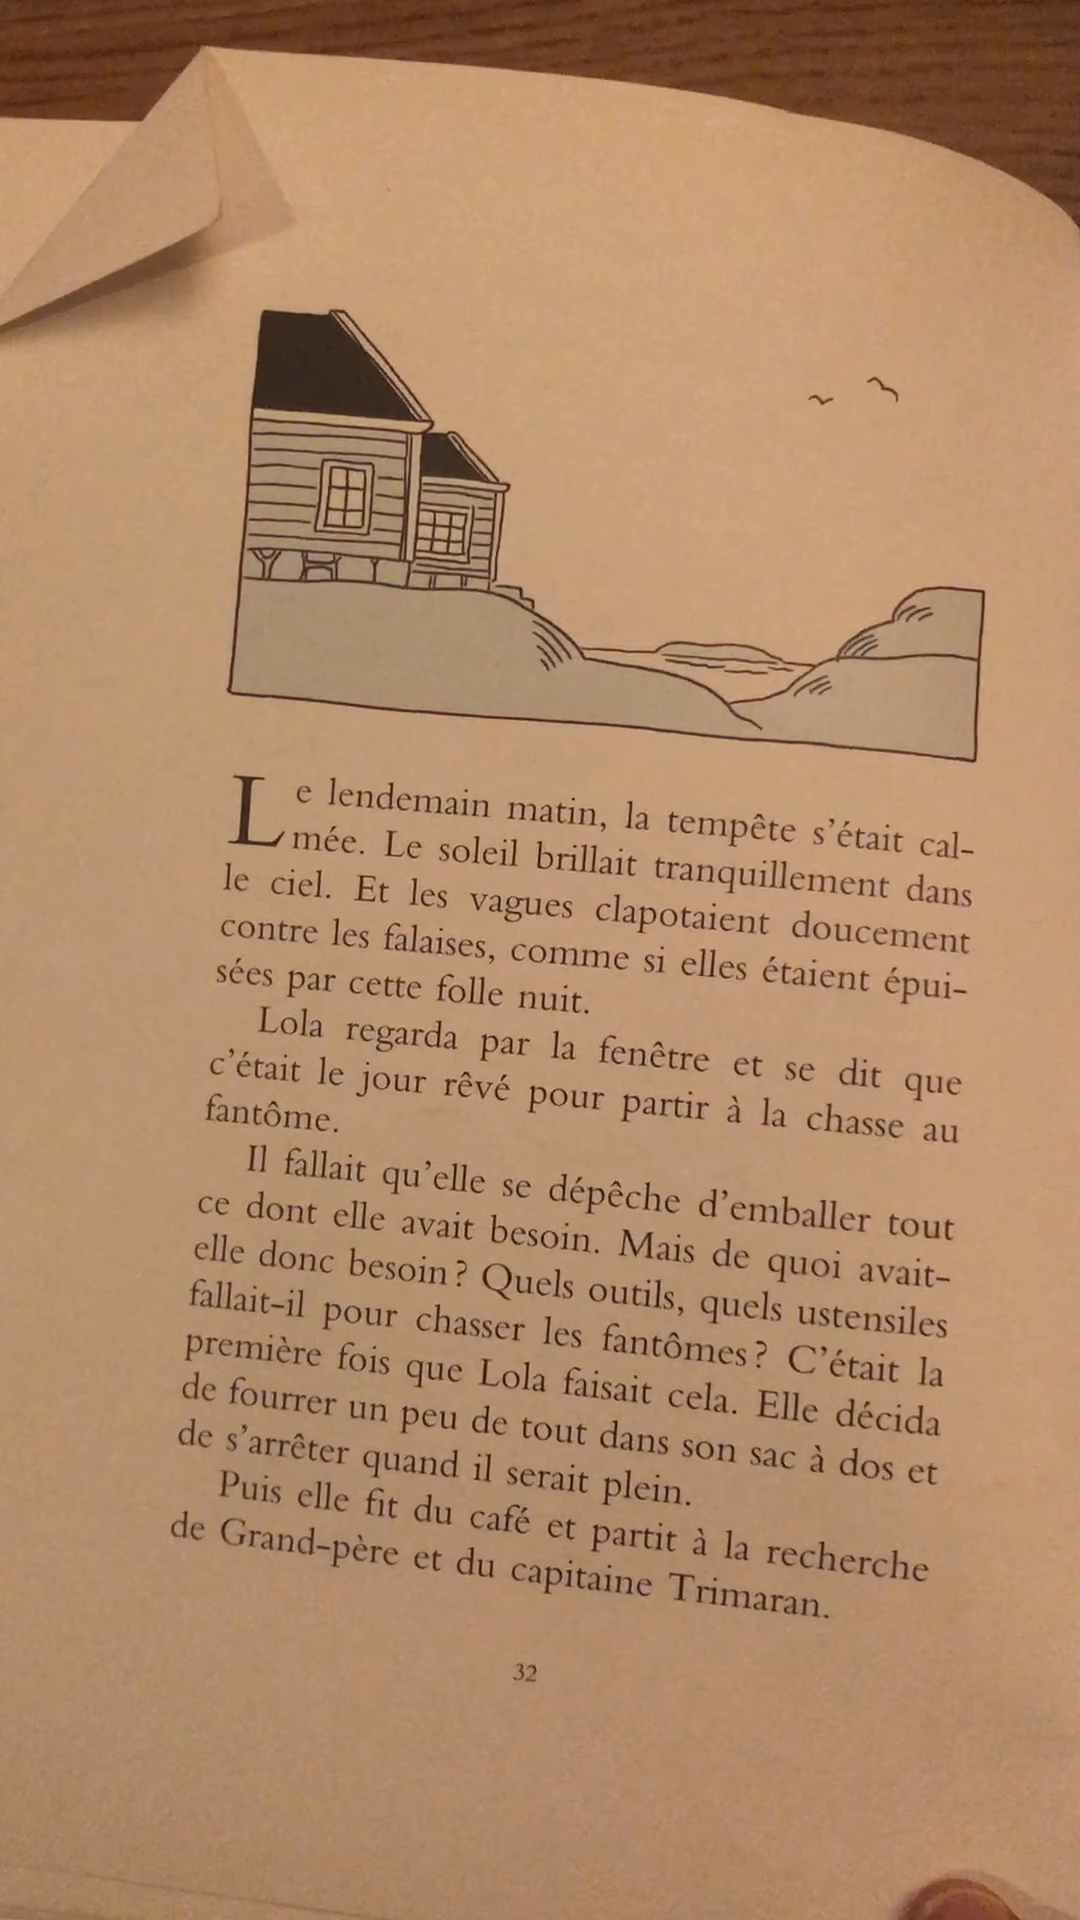 Le lendemain matin, la tempête s'était cal-
mée. Le soleil brillait tranquillement dans
le ciel. Et les vagues clapotaient doucement
contre les falaises, comme si elles étaient épui-
sées par cette folle nuit.
Lola regarda par la fenêtre et se dit que
c'était le jour rêvé pour partir à la chasse au
fantôme.
Il fallait qu'elle se dépêche d'emballer tout
ce dont elle avait besoin. Mais de quoi avait-
elle donc besoin ? Quels outils, quels ustensiles
fallait-il pour chasser les fantômes ? C'était la
première fois que Lola faisait cela. Elle décida
de fourrer un peu de tout dans son sac à dos et
de s'arrêter quand il serait plein.
Puis elle fit du café et partit à la recherche
de Grand-père et du capitaine Trimaran.
32